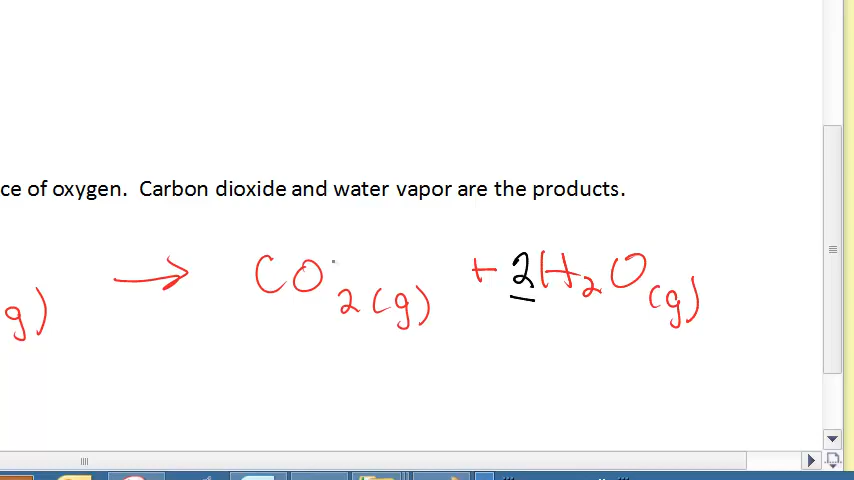 ce of oxygen. Carbon dioxide and water vapor are the products.
g) → CO₂(g) + 2H₂O(g)